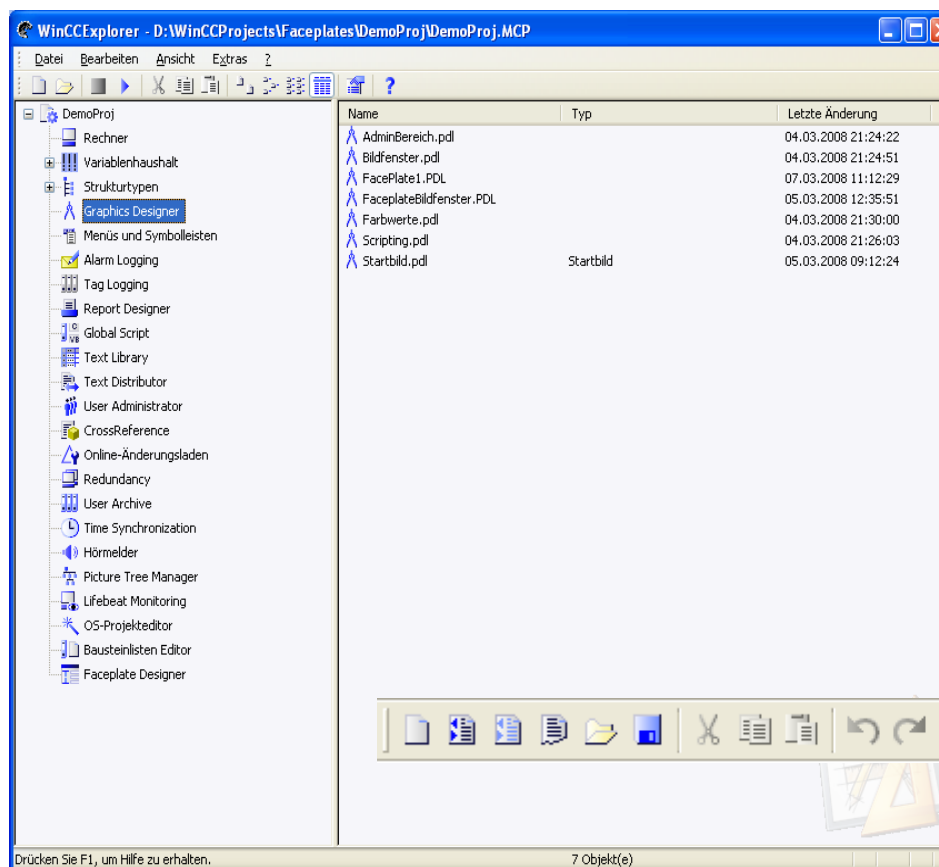 WinCCExplorer - D:\WinCCProjects\Faceplates\DemoProj\DemoProj.MCP
Datei Bearbeiten Ansicht Extras ?
DemoProj
Rechner
Variablenhaushalt
Strukturtypen
Graphics Designer
Menüs und Symbolleisten
Alarm Logging
Tag Logging
Report Designer
Global Script
Text Library
Text Distributor
User Administrator
CrossReference
Online-Änderungsladen
Redundancy
User Archive
Time Synchronization
Hörmelder
Picture Tree Manager
Lifebeat Monitoring
OS-Projekteditor
Bausteinlisten Editor
Faceplate Designer
Name Typ Letzte Änderung
AdminBereich.pdl 04.03.2008 21:24:22
Bildfenster.pdl 04.03.2008 21:24:51
FacePlate1.PDL 07.03.2008 11:12:29
FaceplateBildfenster.PDL 05.03.2008 12:35:51
Farbwerte.pdl 04.03.2008 21:30:00
Scripting.pdl 04.03.2008 21:26:03
Startbild.pdl Startbild 05.03.2008 09:12:24
Drücken Sie F1, um Hilfe zu erhalten. 7 Objekt(e)